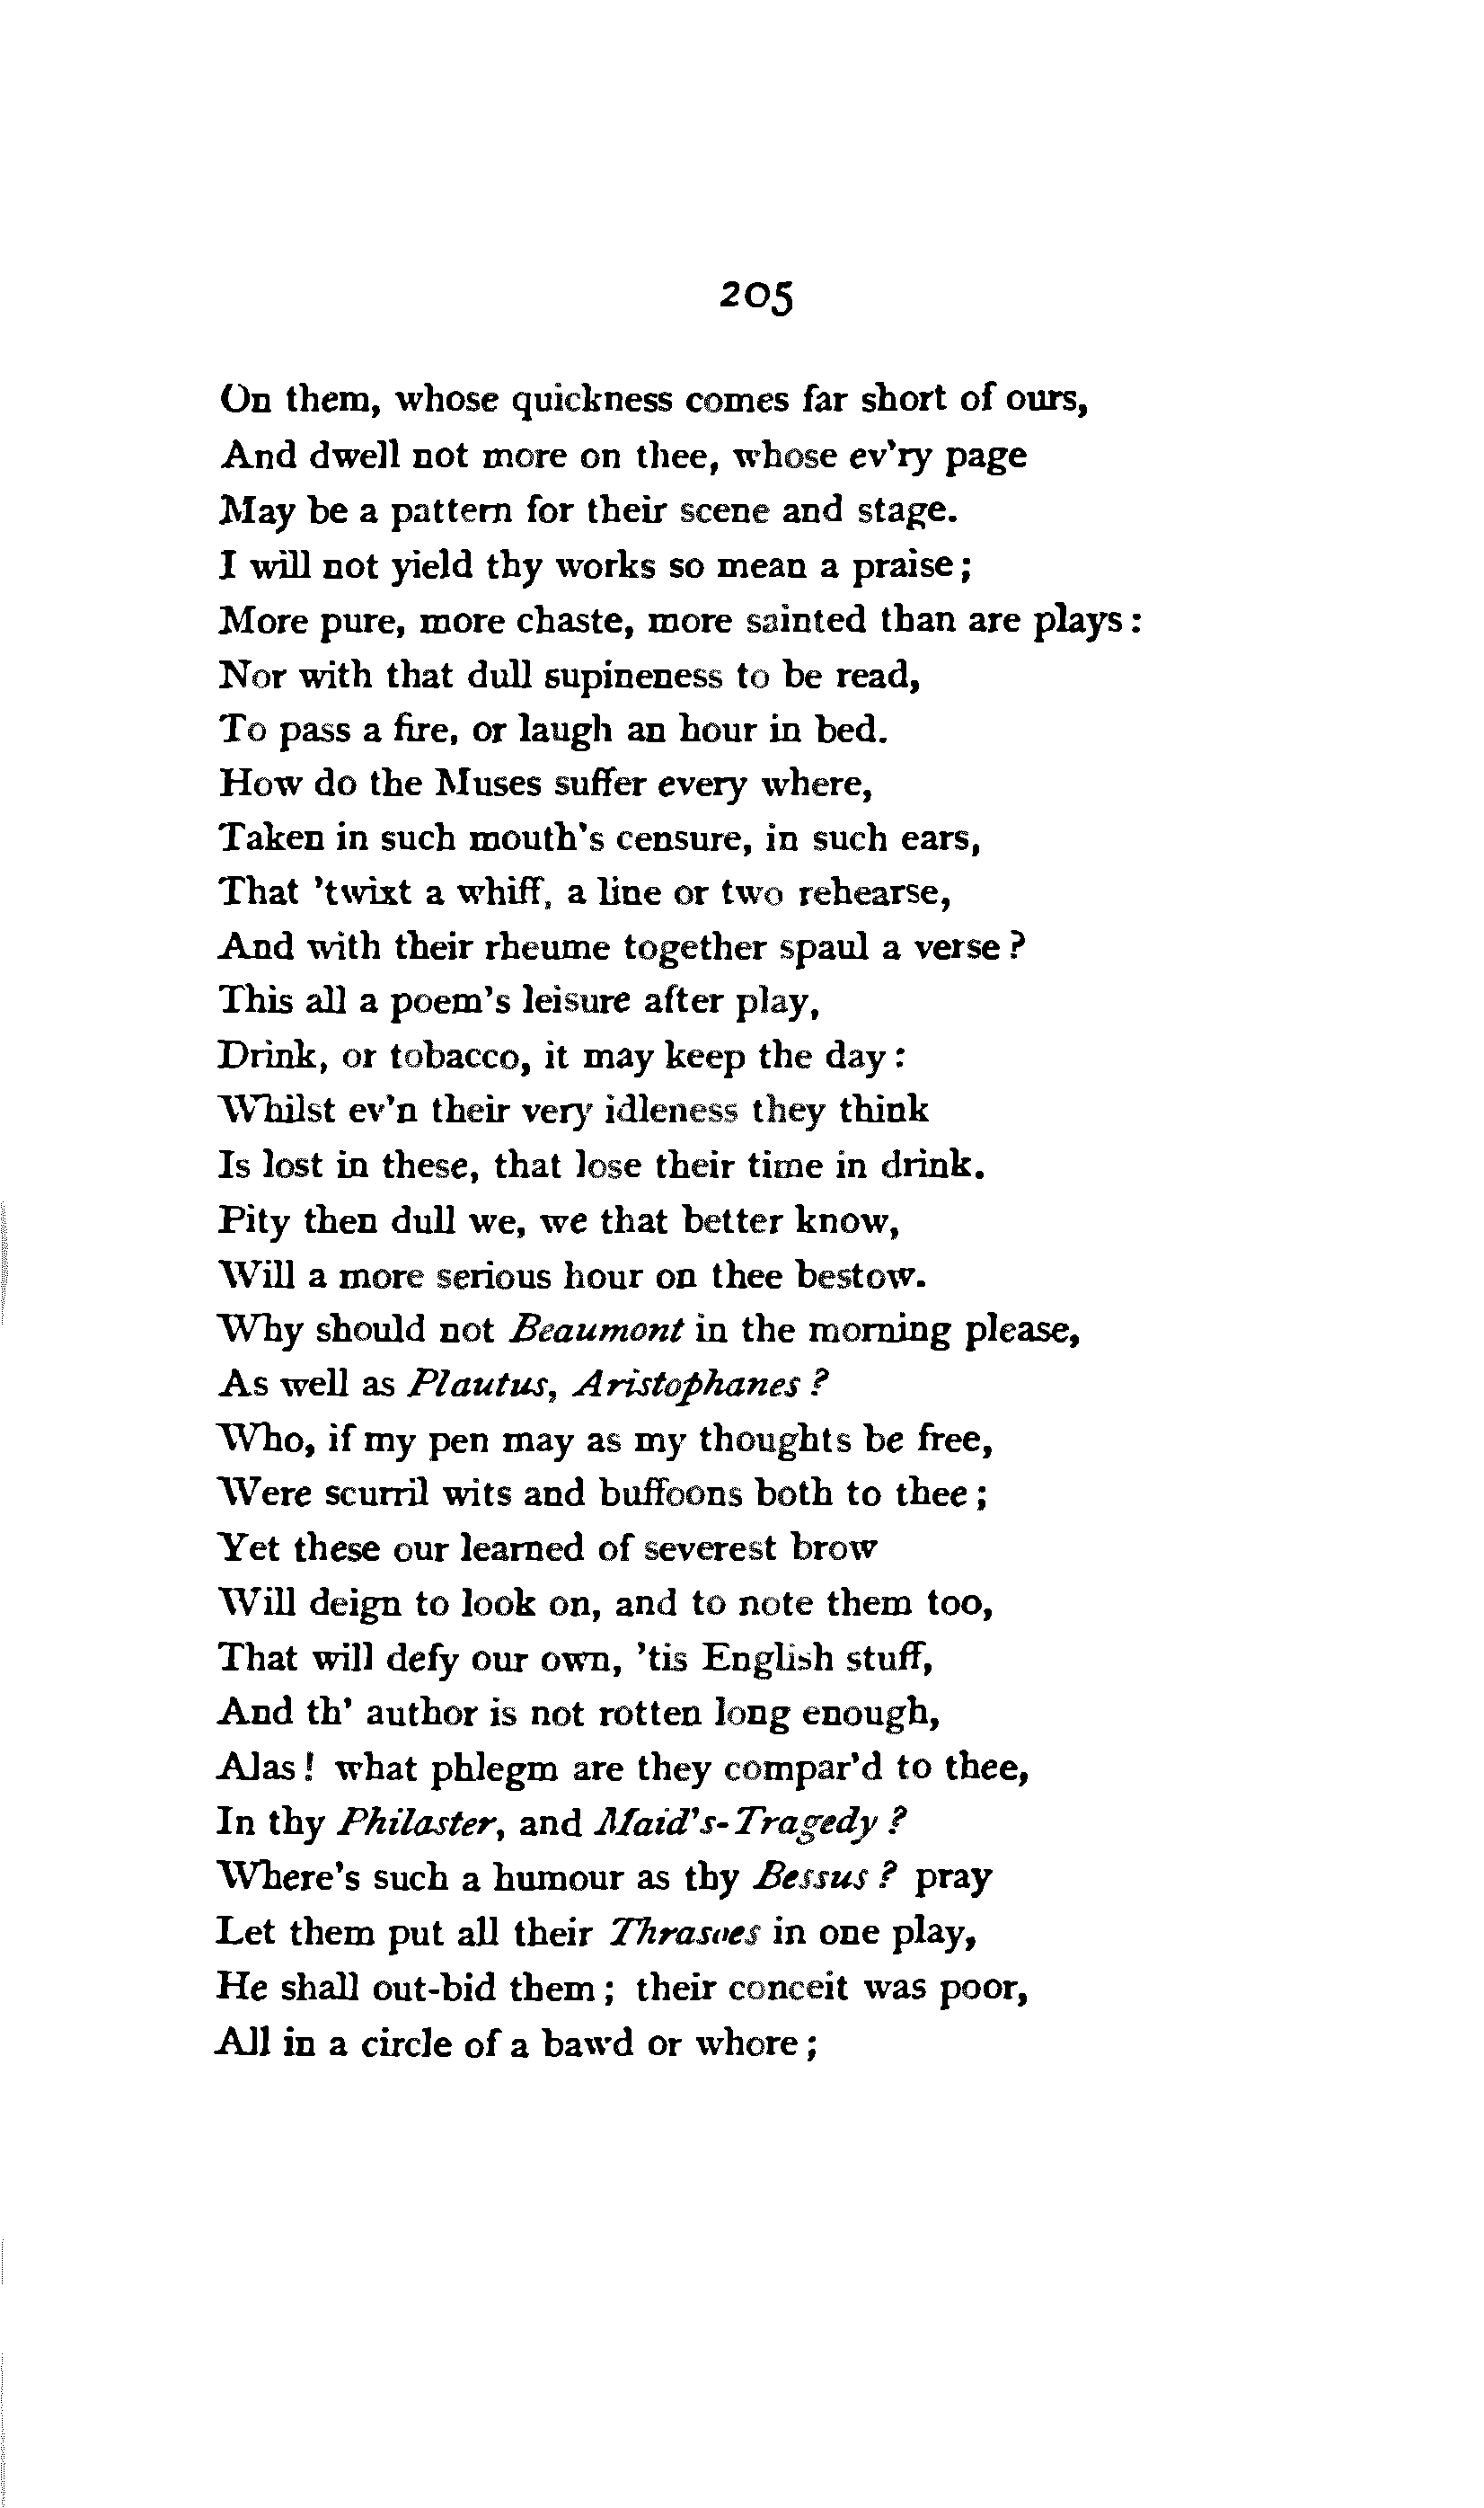 205
On them, whose quickness comes far short of ours,
And dwell not more on thee, whose ev'ry page
May be a pattern for their scene and stage.
I will not yield thy works so mean a praise;
More pure, more chaste, more sainted than are plays:
Nor with that dull supineness to be read,
To pass a fire, or laugh an hour in bed.
How do the Muses suffer every where,
Taken in such mouth's censure, in such ears,
That 'twixt a whiff, a line or two rehearse,
And with their rheume together spaul a verse?
This all a poem's leisure after play,
Drink, or tobacco, it may keep the day:
Whilst ev'n their very idleness they think
Is lost in these, that lose their time in drink.
Pity then dull we, we that better know,
Will a more serious hour on thee bestow.
Why should not Beaumont in the morning please,
As well as Plautus, Aristophanes?
Who, if my pen may as my thoughts be free,
Were scurril wits and buffoons both to thee;
Yet these our learned of severest brow
Will deign to look on, and to note them too,
That will defy our own, 'tis English stuff,
And th' author is not rotten long enough,
Alas! what phlegm are they compar'd to thee,
In thy Philaster, and Maid's-Tragedy?
Where's such a humour as thy Bessus? pray
Let them put all their Thrasoes in one play,
He shall out-bid them; their conceit was poor,
All in a circle of a bawd or whore;